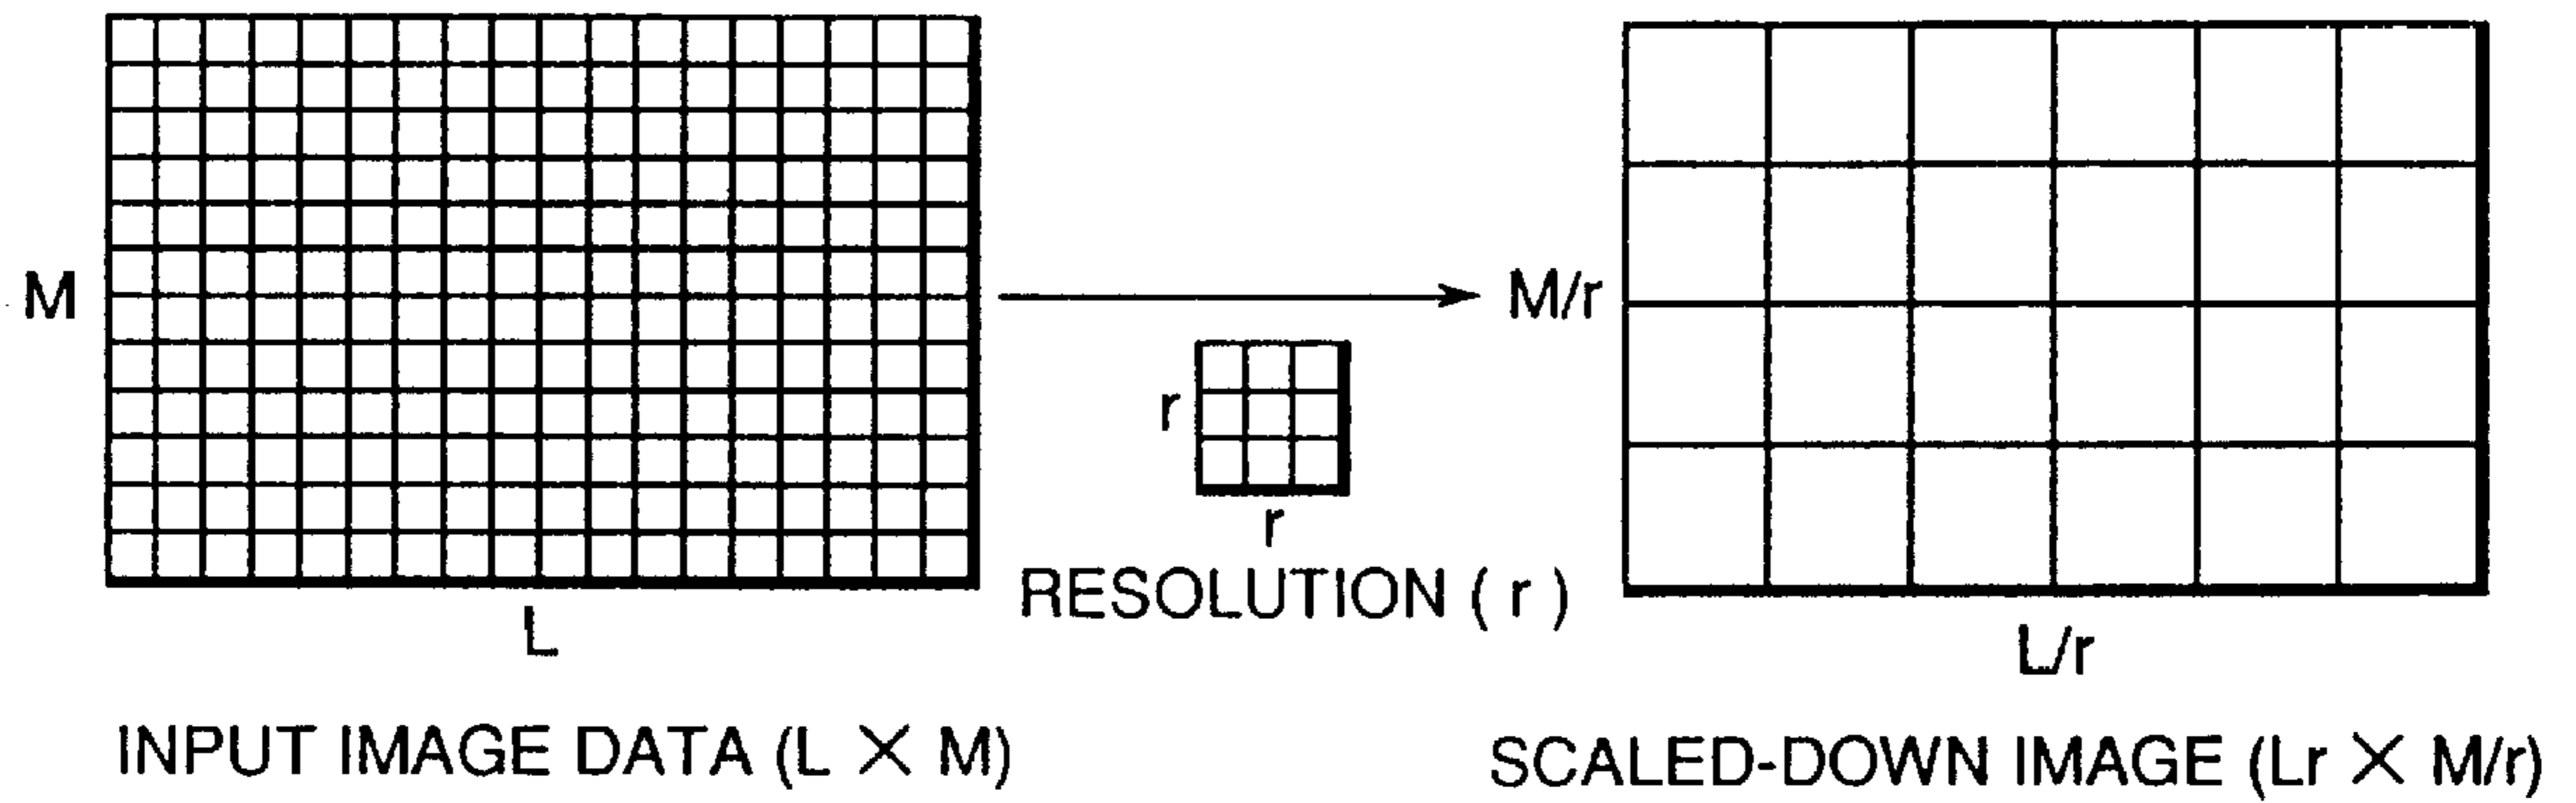 M
L
INPUT IMAGE DATA (L × M)
r
r
RESOLUTION ( r )
M/r
L/r
SCALED-DOWN IMAGE (Lr × M/r)